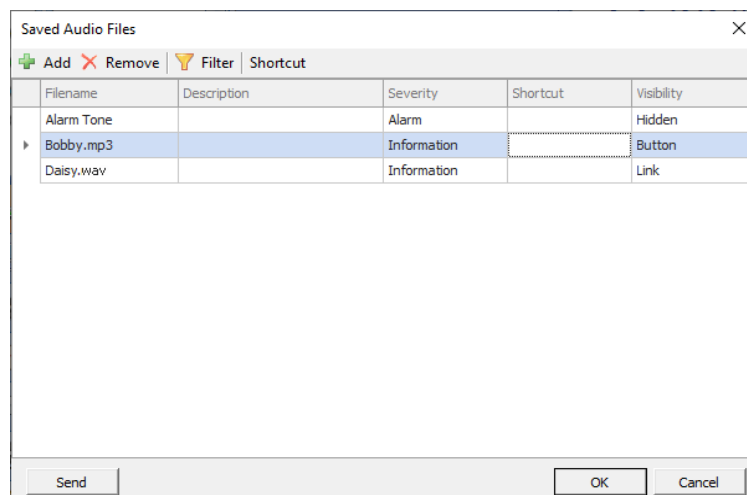 Saved Audio Files
Add Remove Filter Shortcut
Filename Description Severity Shortcut Visibility
Alarm Tone Alarm Hidden
Bobby.mp3 Information Button
Daisy.wav Information Link
Send OK Cancel